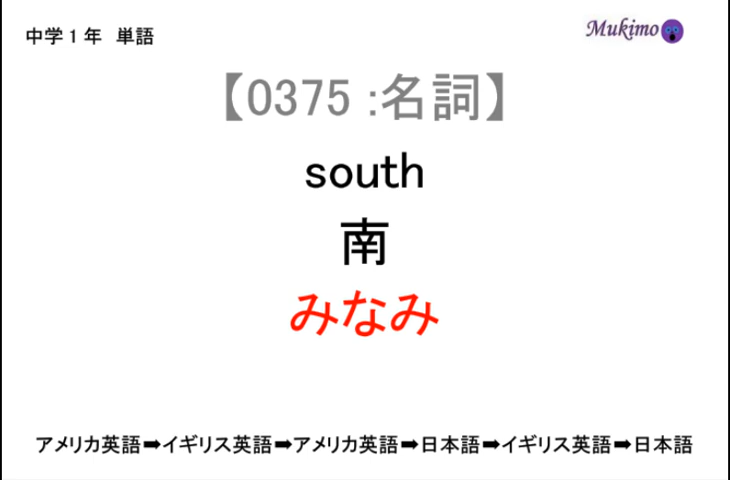 中学1年 単語
Mukimo
【0375 :名詞】
south
南
みなみ
アメリカ英語➡イギリス英語➡アメリカ英語➡日本語➡イギリス英語➡日本語